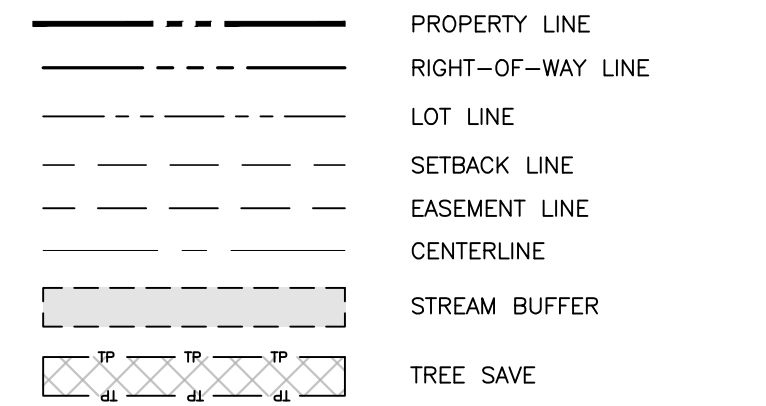 PROPERTY LINE
RIGHT-OF-WAY LINE
LOT LINE
SETBACK LINE
EASEMENT LINE
CENTERLINE
STREAM BUFFER
TP TP TP
TREE SAVE
TP TP TP